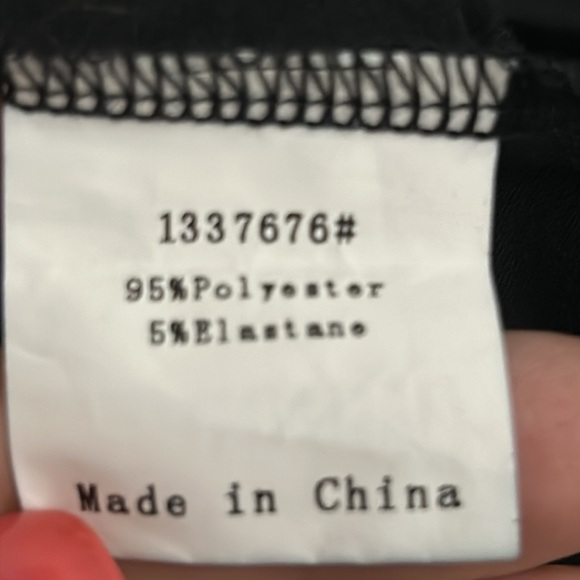 1337676#
95%Polyester
5%Elastane
Made in China